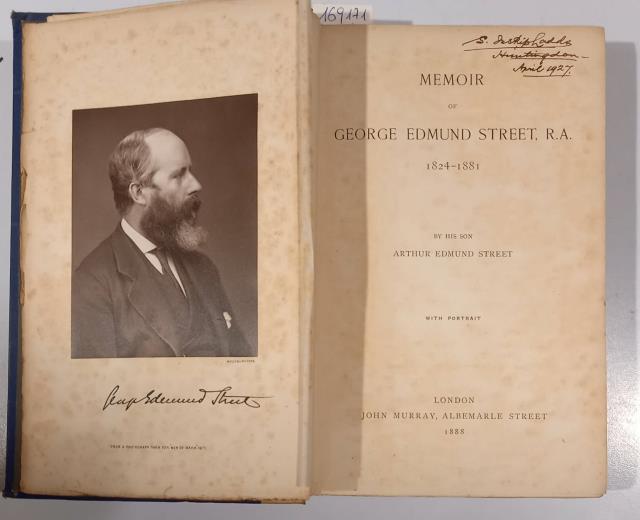 169171
George Edmund Street
S.
Huntingdon
April 1927.
MEMOIR
OF
GEORGE EDMUND STREET, R.A.
1824-1881
BY HIS SON
ARTHUR EDMUND STREET
WITH PORTRAIT
LONDON
JOHN MURRAY, ALBEMARLE STREET
1888